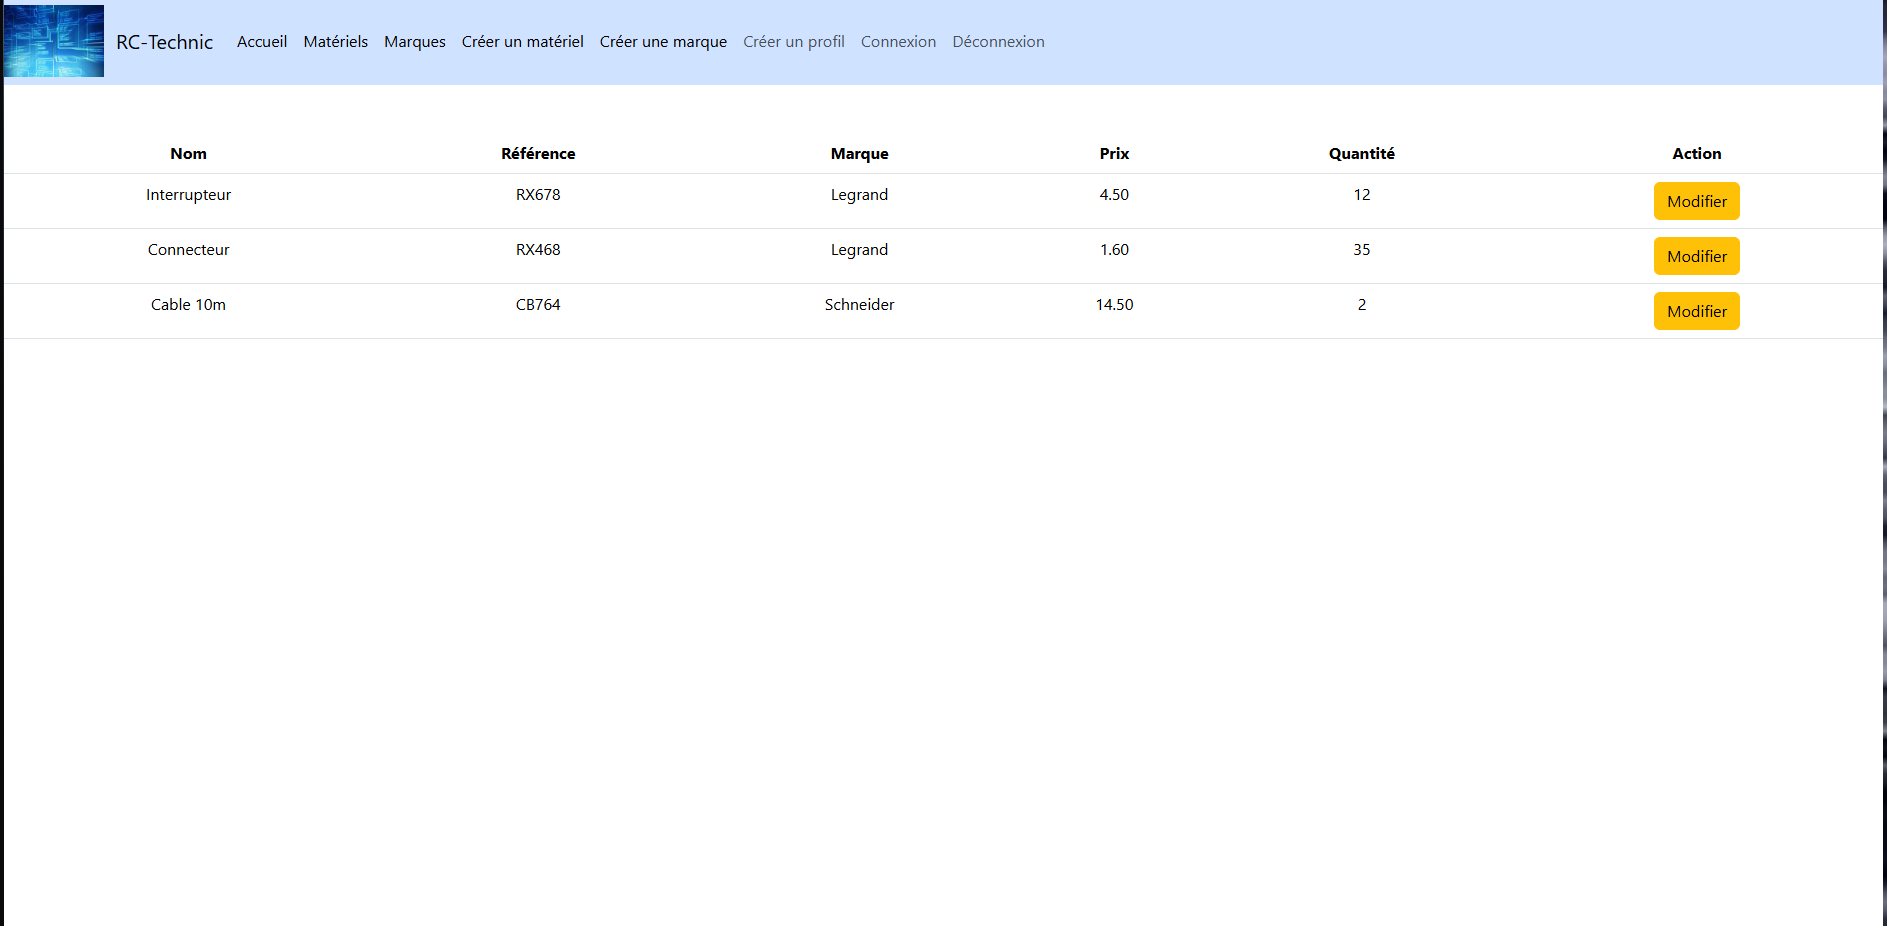 RC-Technic Accueil Matériels Marques Créer un matériel Créer une marque Créer un profil Connexion Déconnexion
Nom Référence Marque Prix Quantité Action
Interrupteur RX678 Legrand 4.50 12 Modifier
Connecteur RX468 Legrand 1.60 35 Modifier
Cable 10m CB764 Schneider 14.50 2 Modifier